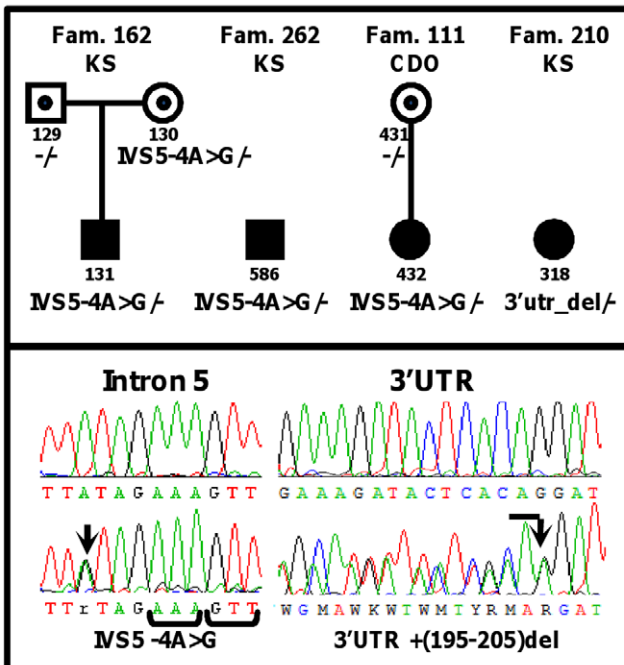 Fam. 162 Fam. 262 Fam. 111 Fam. 210
KS KS CDO KS
129 130 431
-/- IVS5-4A>G/- -/-
131 586 432 318
IVS5-4A>G/- IVS5-4A>G/- IVS5-4A>G/- 3'utr_del/-
Intron 5 3'UTR
TTATAGAAAGTT GAAAGATACTCACAGGAT
TTrTAGAAAGTT WGMAWKWTWMTYRMARGAT
IVS5 -4A>G 3'UTR +(195-205)del